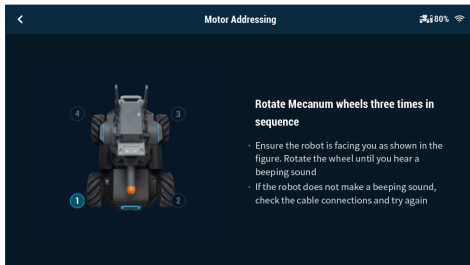 Motor Addressing
80%
4
3
1
2
Rotate Mecanum wheels three times in
sequence
· Ensure the robot is facing you as shown in the
figure. Rotate the wheel until you hear a
beeping sound
· If the robot does not make a beeping sound,
check the cable connections and try again